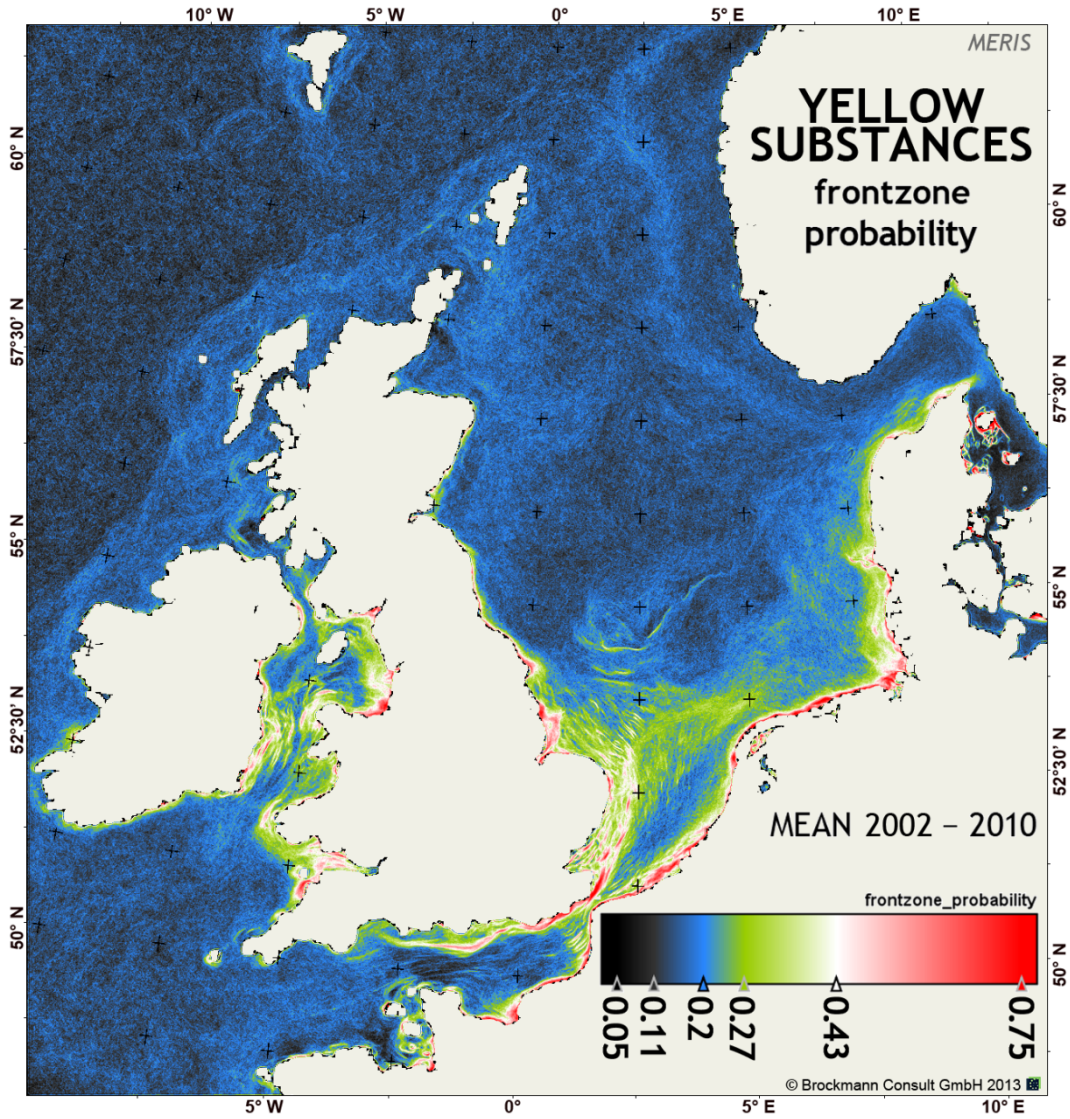 10° W 5° W 0° 5° E 10° E
MERIS
YELLOW
SUBSTANCES
frontzone
probability
60° N
60° N
57°30' N
57°30' N
55° N
55° N
52°30' N
52°30' N
MEAN 2002 – 2010
frontzone_probability
50° N
50° N
0.05 0.11 0.2 0.27 0.43 0.75
© Brockmann Consult GmbH 2013
5° W 0° 5° E 10° E